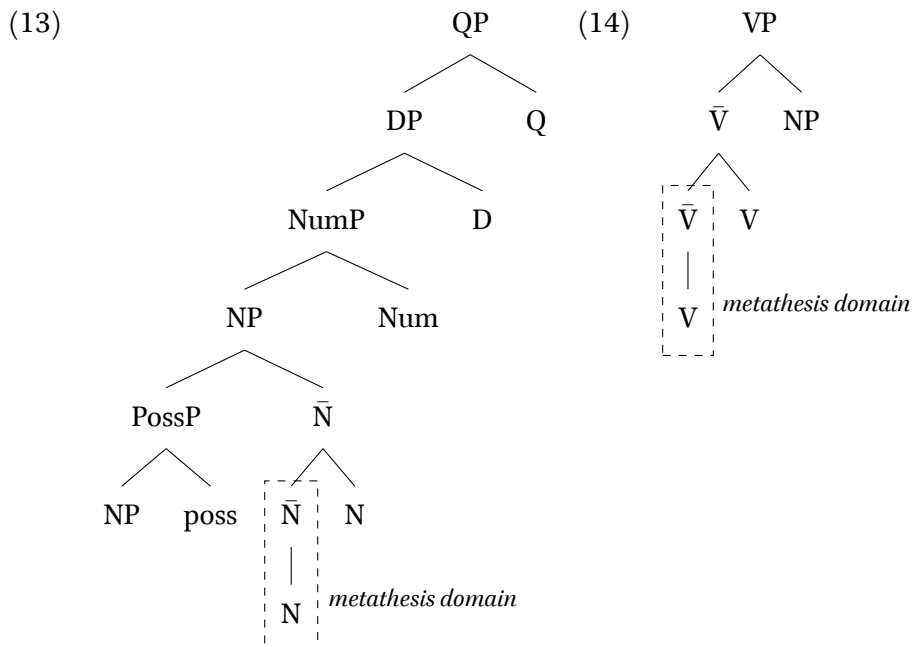 (13) QP (14) VP
DP Q V̄ NP
NumP D V̄ V
NP Num V metathesis domain
PossP N̄
NP poss N̄ N
N metathesis domain